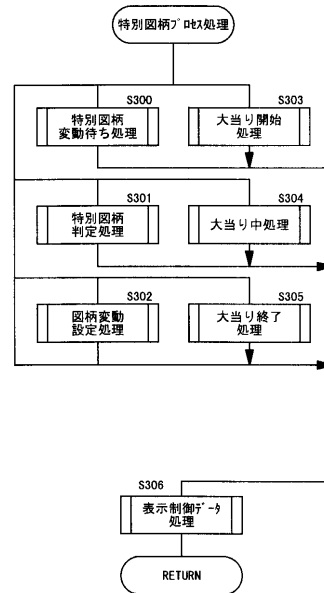 特別図柄ﾌﾟﾛｾｽ処理
S300
特別図柄
変動待ち処理
S303
大当り開始
処理
S301
特別図柄
判定処理
S304
大当り中処理
S302
図柄変動
設定処理
S305
大当り終了
処理
S306
表示制御ﾃﾞｰﾀ
処理
RETURN